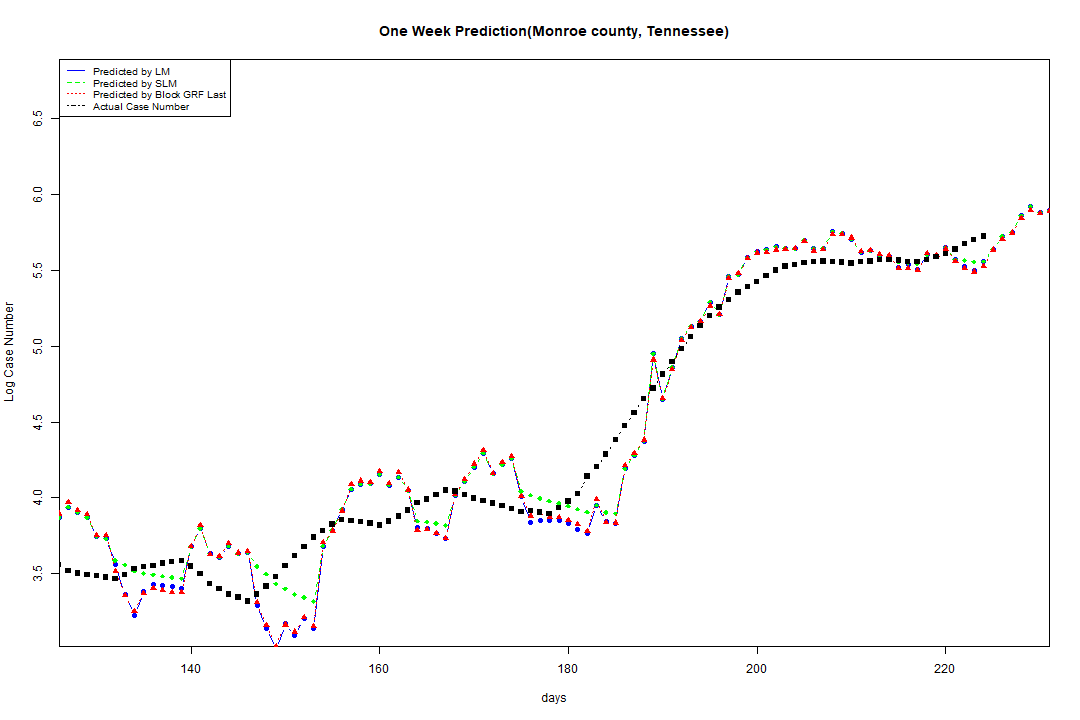 One Week Prediction(Monroe county, Tennessee)
Predicted by LM
Predicted by SLM
Predicted by Block GRF Last
Actual Case Number
Log Case Number
6.5
6.0
5.5
5.0
4.5
4.0
3.5
140 160 180 200 220
days